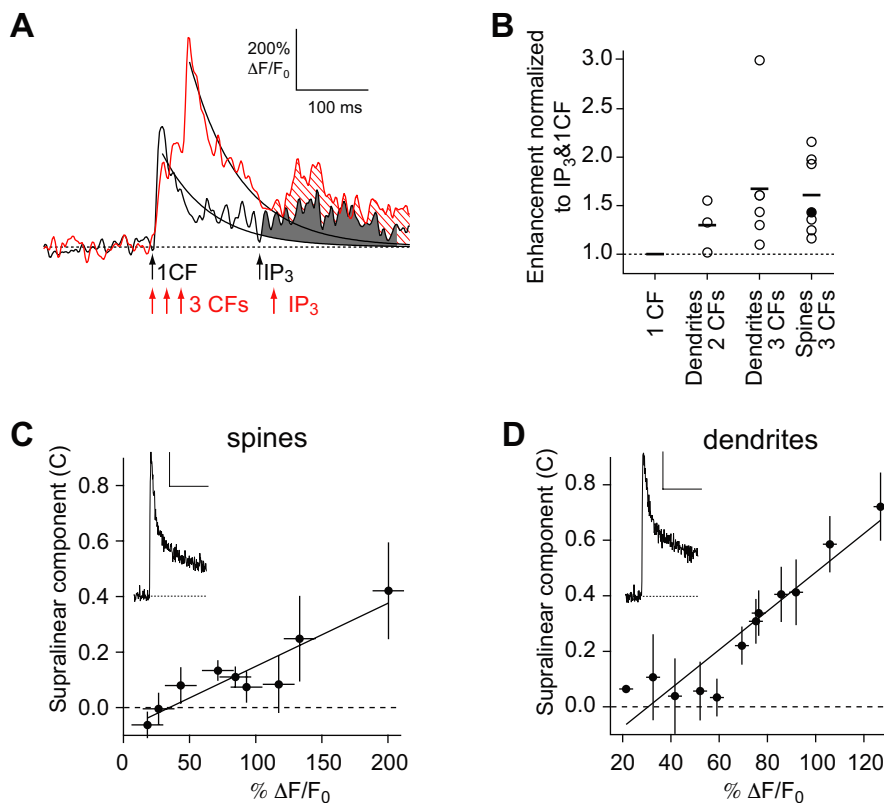 A
200%
ΔF/F₀
100 ms
1CF
IP₃
3 CFs
IP₃
B
Enhancement normalized
to IP₃&1CF
3.0
2.5
2.0
1.5
1.0
1 CF
Dendrites
2 CFs
Dendrites
3 CFs
Spines
3 CFs
C
spines
Supralinear component (C)
0.8
0.6
0.4
0.2
0.0
0
50
100
150
200
% ΔF/F₀
D
dendrites
Supralinear component (C)
0.8
0.6
0.4
0.2
0.0
20
40
60
80
100
120
% ΔF/F₀